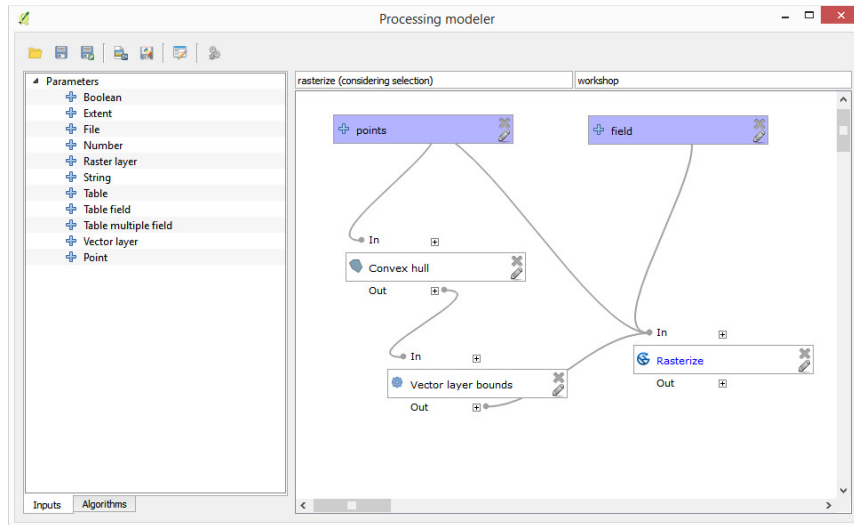 Processing modeler
Parameters
Boolean
Extent
File
Number
Raster layer
String
Table
Table field
Table multiple field
Vector layer
Point
Inputs
Algorithms
rasterize (considering selection)
workshop
points
field
In
Convex hull
Out
In
Rasterize
Out
In
Vector layer bounds
Out